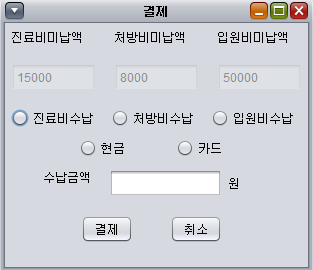 결제
진료비미납액 처방비미납액 입원비미납액
15000 8000 50000
진료비수납 처방비수납 입원비수납
현금 카드
수납금액 원
결제 취소